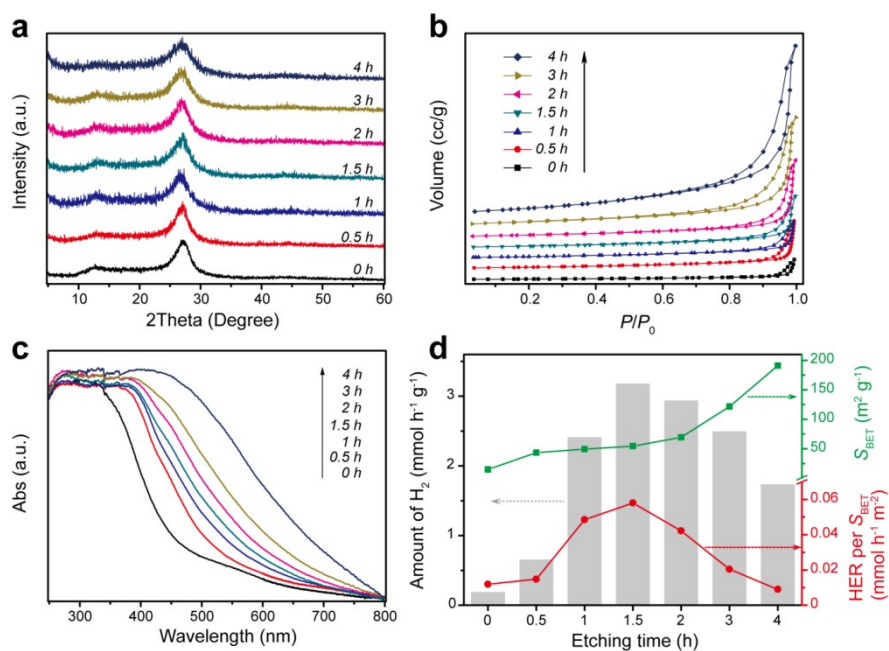 a
4 h
3 h
2 h
1.5 h
1 h
0.5 h
0 h
Intensity (a.u.)
5 10 20 30 40 50 60
2Theta (Degree)
b
4 h
3 h
2 h
1.5 h
1 h
0.5 h
0 h
Volume (cc/g)
0.2 0.4 0.6 0.8 1.0
P/P0
c
4 h
3 h
2 h
1.5 h
1 h
0.5 h
0 h
Abs (a.u.)
300 400 500 600 700 800
Wavelength (nm)
d
3
2
1
0
Amount of H2 (mmol h-1 g-1)
200
150
100
50
SBET (m2 g-1)
0.06
0.04
0.02
0
HER per SBET
(mmol h-1 m-2)
0 0.5 1 1.5 2 3 4
Etching time (h)